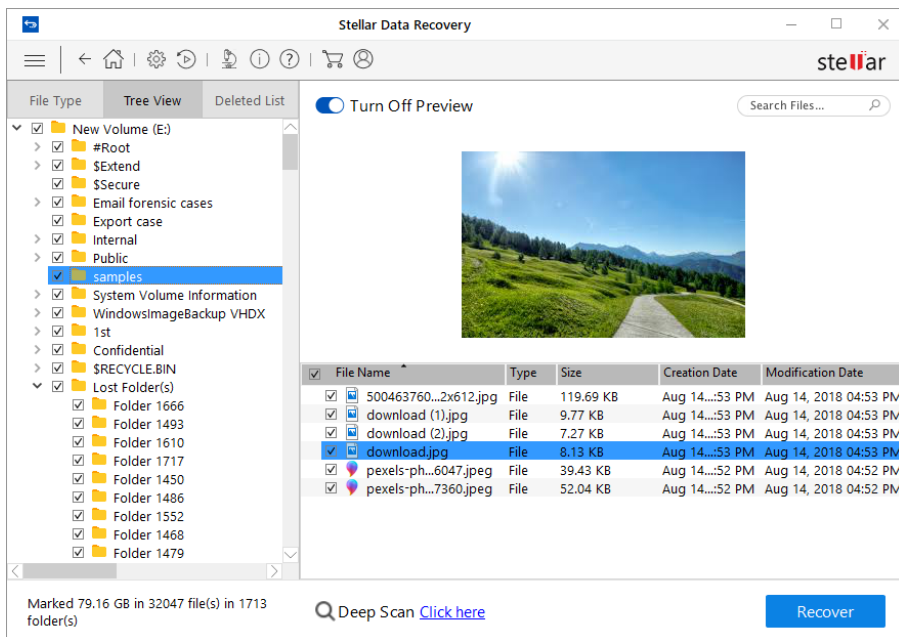 Stellar Data Recovery
stellar
File Type Tree View Deleted List
Turn Off Preview
Search Files...
New Volume (E:)
#Root
$Extend
$Secure
Email forensic cases
Export case
Internal
Public
samples
System Volume Information
WindowsImageBackup VHDX
1st
Confidential
$RECYCLE.BIN
Lost Folder(s)
Folder 1666
Folder 1493
Folder 1610
Folder 1717
Folder 1450
Folder 1486
Folder 1552
Folder 1468
Folder 1479
File Name Type Size Creation Date Modification Date
500463760...2x612.jpg File 119.69 KB Aug 14...:53 PM Aug 14, 2018 04:53 PM
download (1).jpg File 9.77 KB Aug 14...:53 PM Aug 14, 2018 04:53 PM
download (2).jpg File 7.27 KB Aug 14...:53 PM Aug 14, 2018 04:53 PM
download.jpg File 8.13 KB Aug 14...:53 PM Aug 14, 2018 04:53 PM
pexels-ph...6047.jpeg File 39.43 KB Aug 14...:52 PM Aug 14, 2018 04:52 PM
pexels-ph...7360.jpeg File 52.04 KB Aug 14...:52 PM Aug 14, 2018 04:52 PM
Marked 79.16 GB in 32047 file(s) in 1713
folder(s)
Deep Scan Click here
Recover